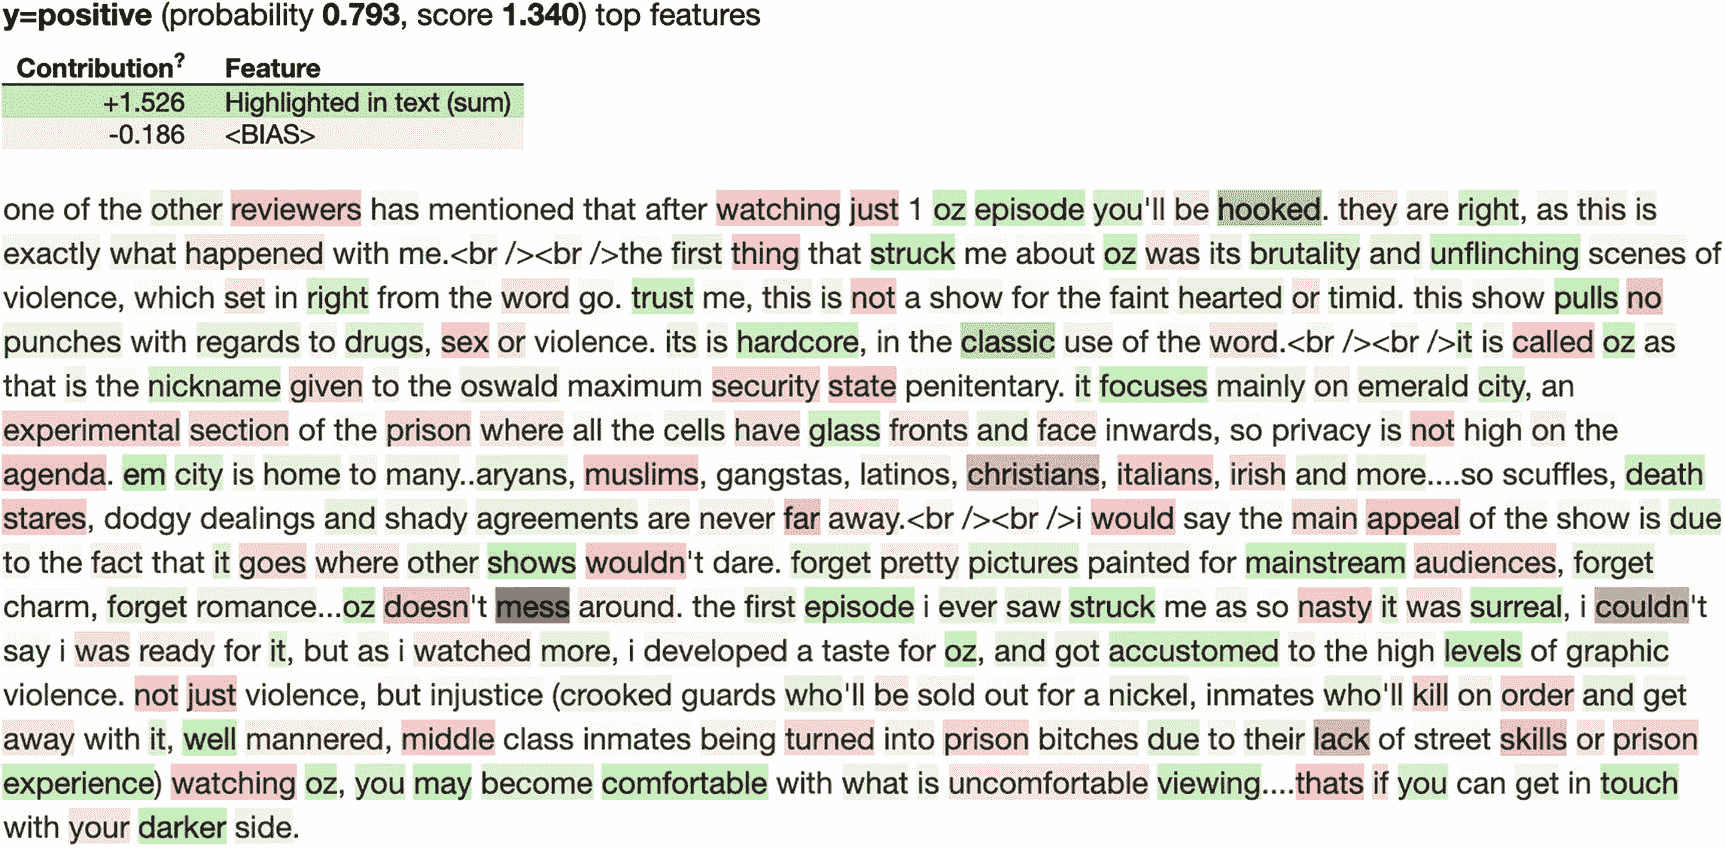 y=positive (probability 0.793, score 1.340) top features
Contribution? Feature
+1.526 Highlighted in text (sum)
-0.186 <BIAS>
one of the other reviewers has mentioned that after watching just 1 oz episode you'll be hooked. they are right, as this is
exactly what happened with me.<br /><br />the first thing that struck me about oz was its brutality and unflinching scenes of
violence, which set in right from the word go. trust me, this is not a show for the faint hearted or timid. this show pulls no
punches with regards to drugs, sex or violence. its is hardcore, in the classic use of the word.<br /><br />it is called oz as
that is the nickname given to the oswald maximum security state penitentary. it focuses mainly on emerald city, an
experimental section of the prison where all the cells have glass fronts and face inwards, so privacy is not high on the
agenda. em city is home to many..aryans, muslims, gangstas, latinos, christians, italians, irish and more....so scuffles, death
stares, dodgy dealings and shady agreements are never far away.<br /><br />i would say the main appeal of the show is due
to the fact that it goes where other shows wouldn't dare. forget pretty pictures painted for mainstream audiences, forget
charm, forget romance...oz doesn't mess around. the first episode i ever saw struck me as so nasty it was surreal, i couldn't
say i was ready for it, but as i watched more, i developed a taste for oz, and got accustomed to the high levels of graphic
violence. not just violence, but injustice (crooked guards who'll be sold out for a nickel, inmates who'll kill on order and get
away with it, well mannered, middle class inmates being turned into prison bitches due to their lack of street skills or prison
experience) watching oz, you may become comfortable with what is uncomfortable viewing....thats if you can get in touch
with your darker side.